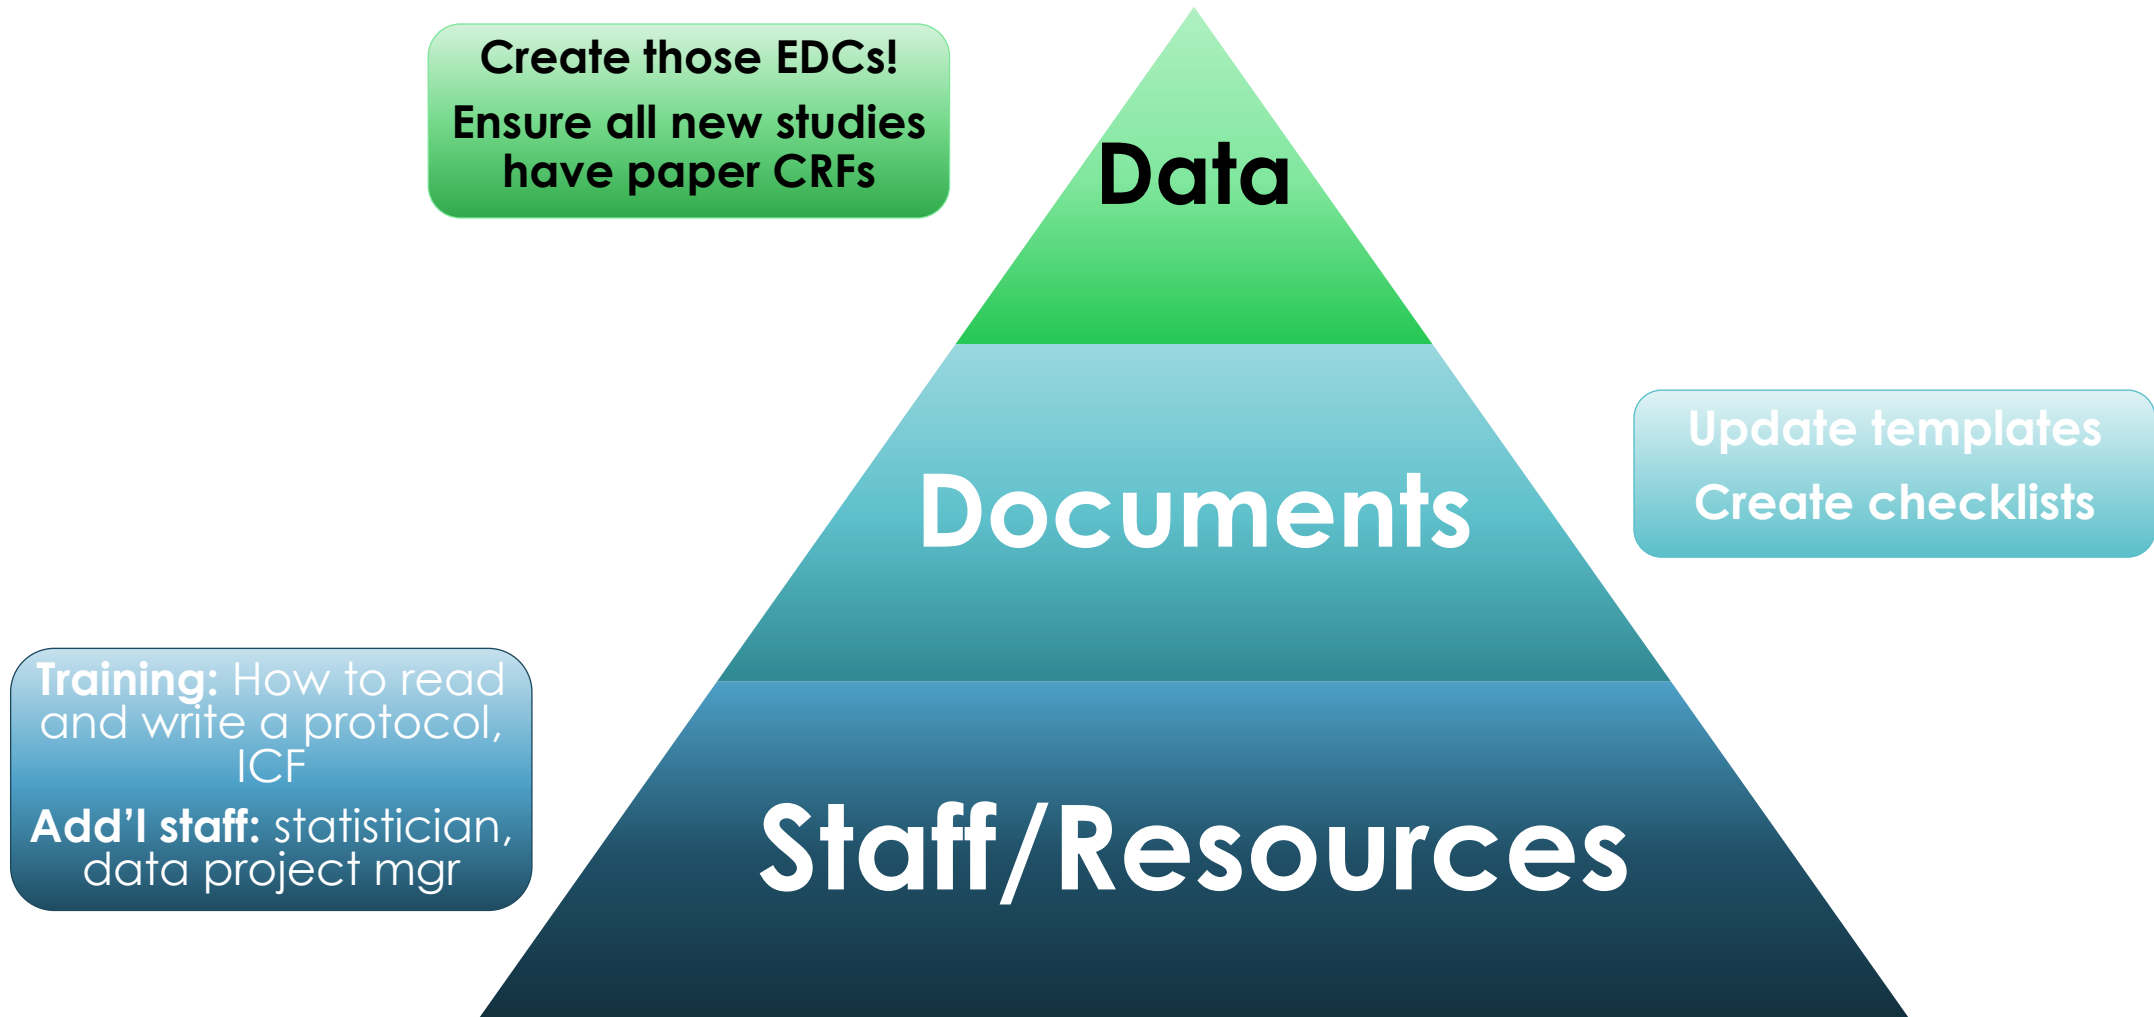 Create those EDCs!
Ensure all new studies
have paper CRFs
Data
Documents
Update templates
Create checklists
Training: How to read
and write a protocol,
ICF
Add'l staff: statistician,
data project mgr
Staff/Resources